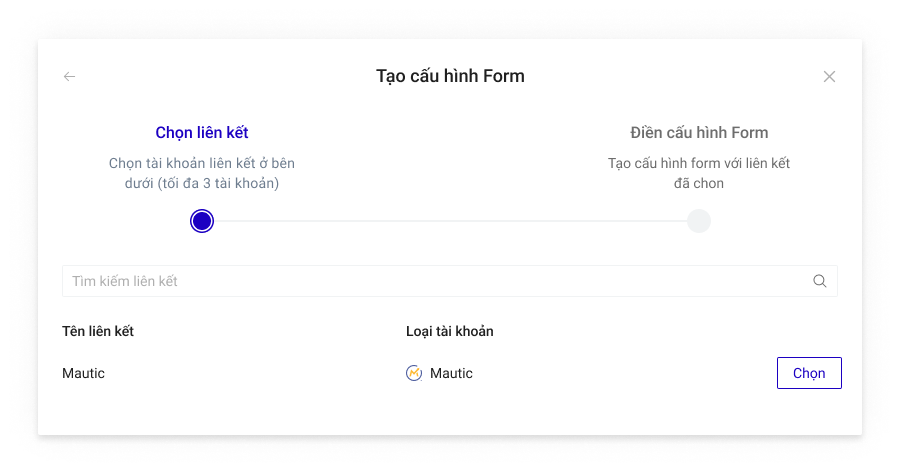 Tạo cấu hình Form
Chọn liên kết
Chọn tài khoản liên kết ở bên
dưới (tối đa 3 tài khoản)
Điền cấu hình Form
Tạo cấu hình form với liên kết
đã chon
Tìm kiếm liên kết
Tên liên kết
Loại tài khoản
Mautic
Mautic
Chọn